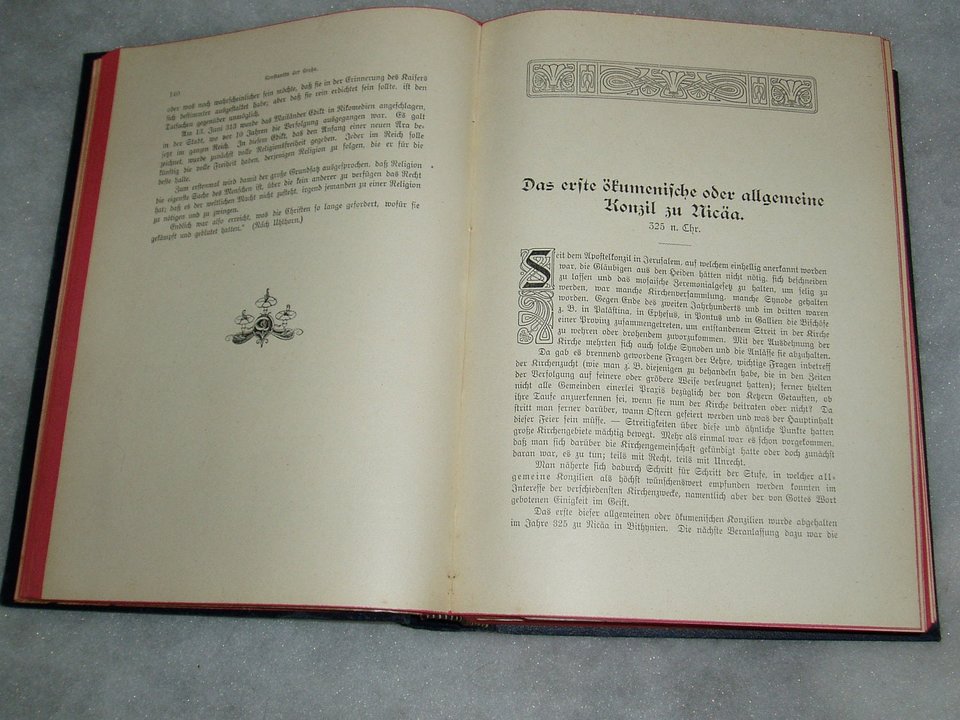 140
Konstantin der Große.
oder was noch wahrscheinlicher sein möchte, daß sie in der Erinnerung des Kaisers
sich bestimmter ausgestaltet habe; aber daß sie rein erdichtet sein sollte, ist den
Tatsachen gegenüber unmöglich.
Am 13. Juni 313 wurde das Mailänder Edikt in Nikomedien angeschlagen,
in der Stadt, wo vor 10 Jahren die Verfolgung ausgegangen war. Es galt
jetzt im ganzen Reich. In diesem Edikt, das den Anfang einer neuen Ära be-
zeichnet, wurde zunächst volle Religionsfreiheit gegeben. Jeder im Reich solle
künftig die volle Freiheit haben, derjenigen Religion zu folgen, die er für die
beste halte.
Zum erstenmal wird damit der große Grundsatz ausgesprochen, daß Religion
die eigenste Sache des Menschen ist, über die kein anderer zu verfügen das Recht
hat; daß es der weltlichen Macht nicht zusteht, irgend jemanden zu einer Religion
zu nötigen und zu zwingen.
Endlich war also erreicht, was die Christen so lange gefordert, wofür sie
gekämpft und geblutet hatten." (Nach Uhlhorn.)
Das erste ökumenische oder allgemeine
Konzil zu Nicäa.
325 n. Chr.
Seit dem Apostelkonzil in Jerusalem, auf welchem einhellig anerkannt worden
war, die Gläubigen aus den Heiden hätten nicht nötig, sich beschneiden
zu lassen und das mosaische Zeremonialgesetz zu halten, um selig zu
werden, war manche Kirchenversammlung, manche Synode gehalten
worden. Gegen Ende des zweiten Jahrhunderts und im dritten waren
z. B. in Palästina, in Ephesus, in Pontus und in Gallien die Bischöfe
einer Provinz zusammengetreten, um entstandenem Streit in der Kirche
zu wehren oder drohendem zuvorzukommen. Mit der Ausdehnung der
Kirche mehrten sich auch solche Synoden und die Anlässe sie abzuhalten.
Da gab es brennend gewordene Fragen der Lehre, wichtige Fragen inbetreff
der Kirchenzucht (wie man z. B. diejenigen zu behandeln habe, die in den Zeiten
der Verfolgung auf feinere oder gröbere Weise verleugnet hatten); ferner hielten
nicht alle Gemeinden einerlei Praxis bezüglich der von Ketzern Getauften, ob
ihre Taufe anzuerkennen sei, wenn sie nun der Kirche beitraten oder nicht? Da
stritt man ferner darüber, wann Ostern gefeiert werden und was der Hauptinhalt
dieser Feier sein müsse. — Streitigkeiten über diese und ähnliche Punkte hatten
große Kirchengebiete mächtig bewegt. Mehr als einmal war es schon vorgekommen,
daß man sich darüber die Kirchengemeinschaft gekündigt hatte oder doch zunächst
daran war, es zu tun; teils mit Recht, teils mit Unrecht.
Man näherte sich dadurch Schritt für Schritt der Stufe, in welcher all-
gemeine Konzilien als höchst wünschenswert empfunden werden konnten im
Interesse der verschiedensten Kirchenzwecke, namentlich aber der von Gottes Wort
gebotenen Einigkeit im Geist.
Das erste dieser allgemeinen oder ökumenischen Konzilien wurde abgehalten
im Jahre 325 zu Nicäa in Bithynien. Die nächste Veranlassung dazu war die